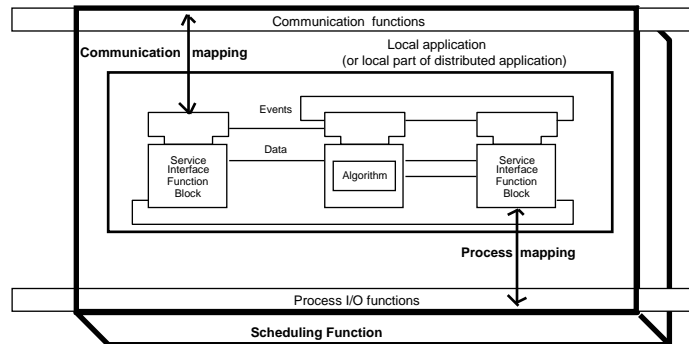 Communication functions
Local application
(or local part of distributed application)
Communication mapping
Events
Data
Service
Interface
Function
Block
Algorithm
Service
Interface
Function
Block
Process mapping
Process I/O functions
Scheduling Function